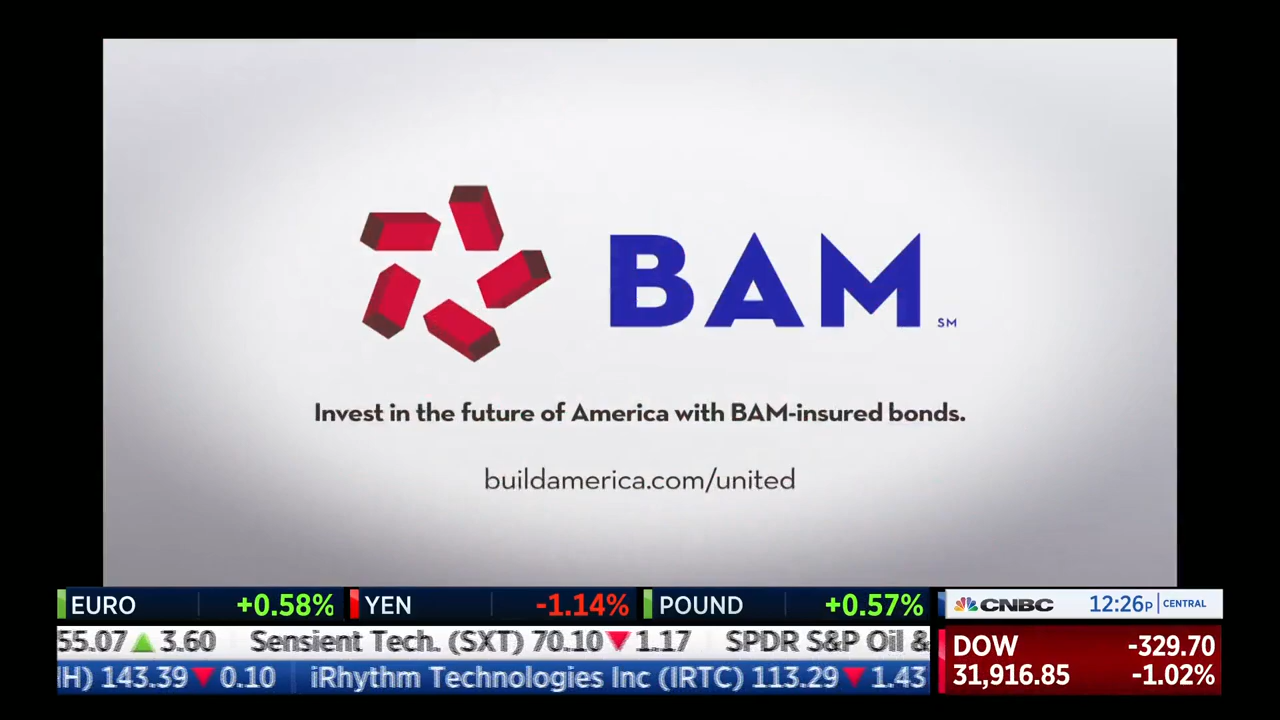 BAM SM
Invest in the future of America with BAM-insured bonds.
buildamerica.com/united
EURO +0.58% YEN -1.14% POUND +0.57% CNBC 12:26P CENTRAL
55.07 3.60 Sensient Tech. (SXT) 70.10 1.17 SPDR S&P Oil &
H) 143.39 0.10 iRhythm Technologies Inc (IRTC) 113.29 1.43
DOW -329.70
31,916.85 -1.02%